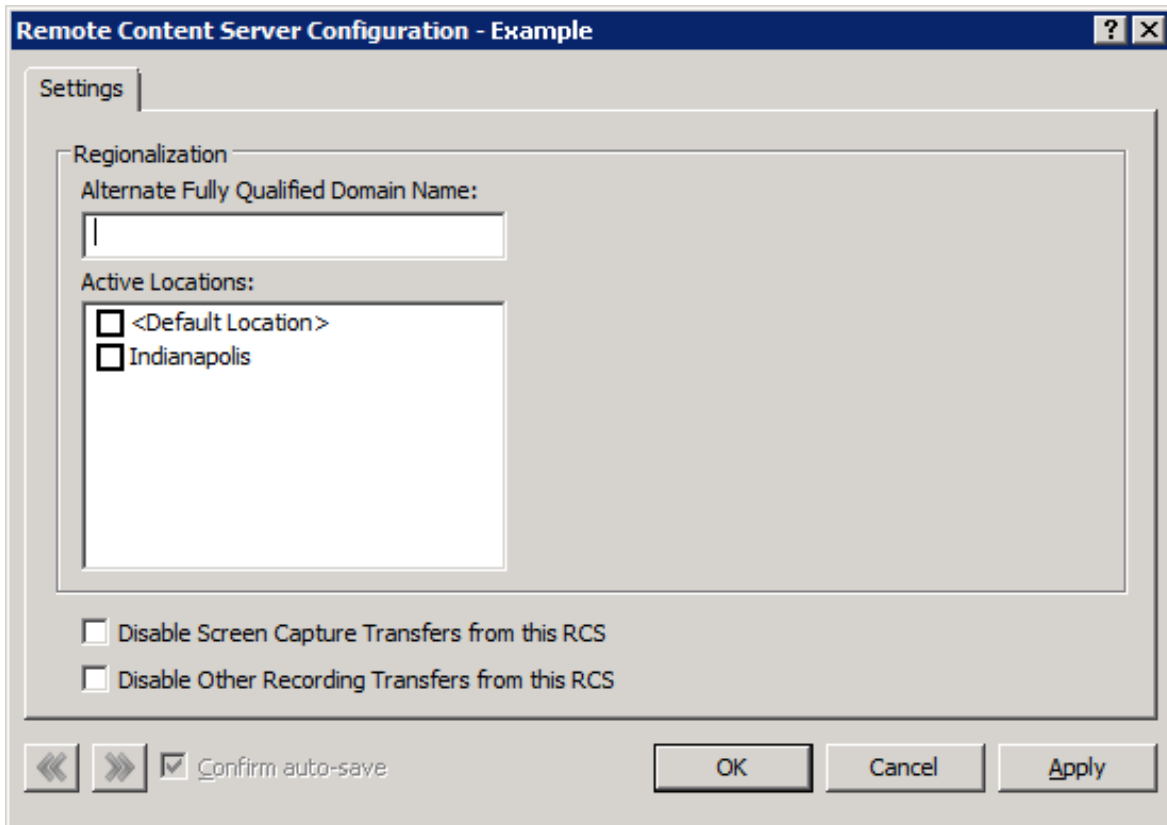 Remote Content Server Configuration - Example
Settings
Regionalization
Alternate Fully Qualified Domain Name:
Active Locations:
<Default Location>
Indianapolis
Disable Screen Capture Transfers from this RCS
Disable Other Recording Transfers from this RCS
Confirm auto-save
OK Cancel Apply